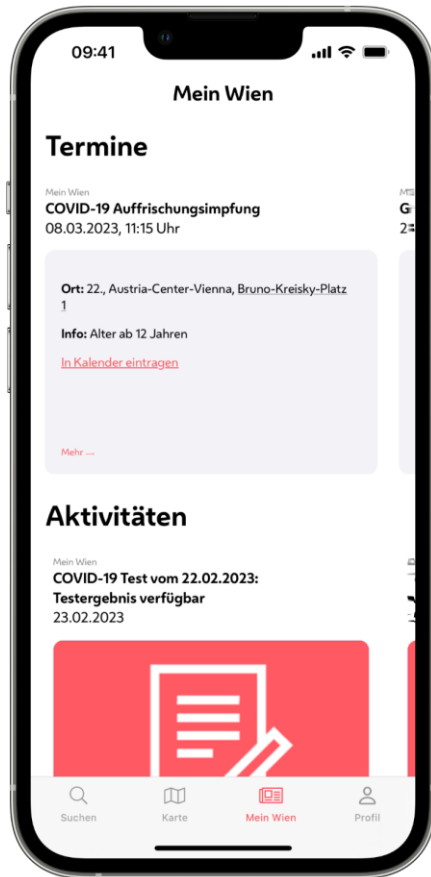 09:41
Mein Wien
Termine
Mein Wien
COVID-19 Auffrischungsimpfung
08.03.2023, 11:15 Uhr
Ort: 22., Austria-Center-Vienna, Bruno-Kreisky-Platz
1
Info: Alter ab 12 Jahren
In Kalender eintragen
Mehr →
Aktivitäten
Mein Wien
COVID-19 Test vom 22.02.2023:
Testergebnis verfügbar
23.02.2023
Suchen
Karte
Mein Wien
Profil